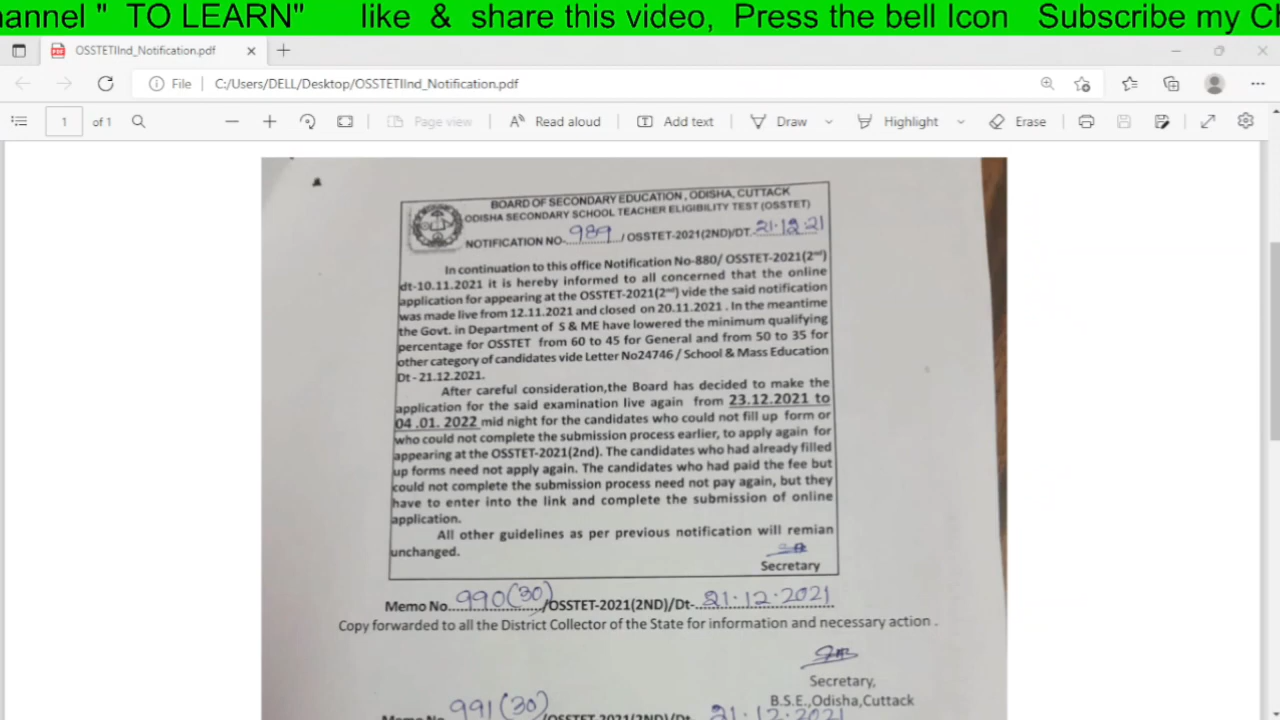 hannel " TO LEARN" like & share this video, Press the bell Icon Subscribe my Ch
OSSTETIInd_Notification.pdf
File C:/Users/DELL/Desktop/OSSTETIInd_Notification.pdf
1 of 1 Page view Read aloud Add text Draw Highlight Erase
BOARD OF SECONDARY EDUCATION, ODISHA, CUTTACK
ODISHA SECONDARY SCHOOL TEACHER ELIGIBILITY TEST (OSSTET)
NOTIFICATION NO- 989 / OSSTET-2021(2ND)/DT. 21.12.21
In continuation to this office Notification No-880/ OSSTET-2021(2nd)
dt-10.11.2021 it is hereby informed to all concerned that the online
application for appearing at the OSSTET-2021(2nd) vide the said notification
was made live from 12.11.2021 and closed on 20.11.2021 . In the meantime
the Govt. in Department of S & ME have lowered the minimum qualifying
percentage for OSSTET from 60 to 45 for General and from 50 to 35 for
other category of candidates vide Letter No24746 / School & Mass Education
Dt - 21.12.2021.
After careful consideration,the Board has decided to make the
application for the said examination live again from 23.12.2021 to
04 .01. 2022 mid night for the candidates who could not fill up form or
who could not complete the submission process earlier, to apply again for
appearing at the OSSTET-2021(2nd). The candidates who had already filled
up forms need not apply again. The candidates who had paid the fee but
could not complete the submission process need not pay again, but they
have to enter into the link and complete the submission of online
application.
All other guidelines as per previous notification will remian
unchanged.
Secretary
Memo No. 990(30) /OSSTET-2021(2ND)/Dt- 21.12.2021
Copy forwarded to all the District Collector of the State for information and necessary action .
Secretary,
B.S.E.,Odisha,Cuttack
Memo No. 991(30) /OSSTET-2021(2ND)/Dt- 21.12.2021